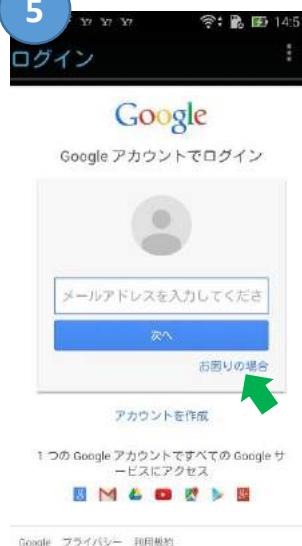 5
14:5
ログイン
Google
Google アカウントでログイン
メールアドレスを入力してくださ
次へ
お困りの場合
アカウントを作成
1 つの Google アカウントですべての Google サ
ービスにアクセス
Google プライバシー 利用規約